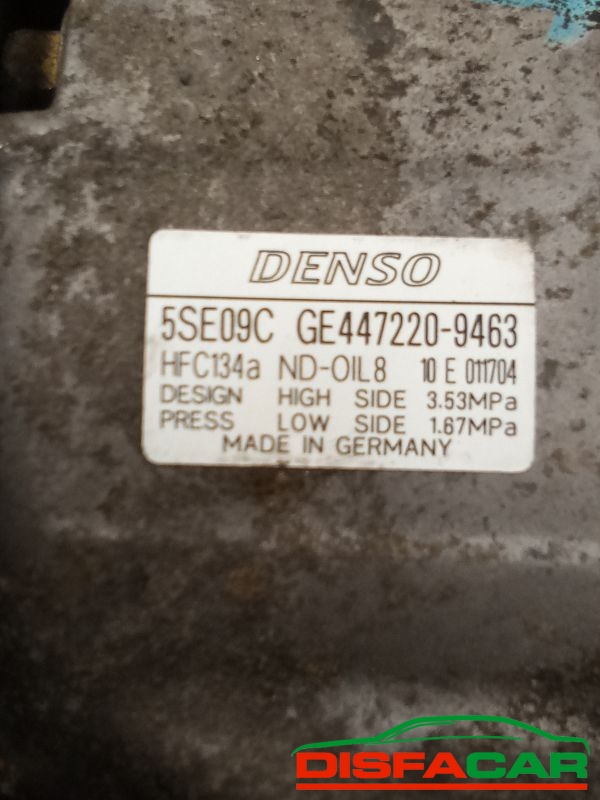 DENSO
5SE09C GE447220-9463
HFC134a ND-OIL8 10 E 011704
DESIGN HIGH SIDE 3.53MPa
PRESS LOW SIDE 1.67MPa
MADE IN GERMANY
DISFACAR